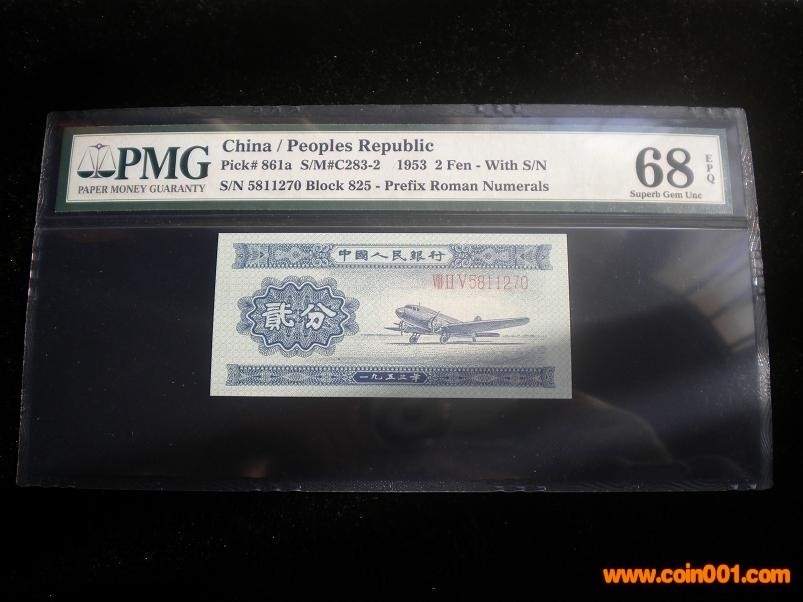 PMG
PAPER MONEY GUARANTY
China / Peoples Republic
Pick# 861a S/M#C283-2 1953 2 Fen - With S/N
S/N 5811270 Block 825 - Prefix Roman Numerals
68 EPQ
Superb Gem Unc
中國人民銀行
VIII II V 5811270
貳分
一九五三年
www.coin001.com